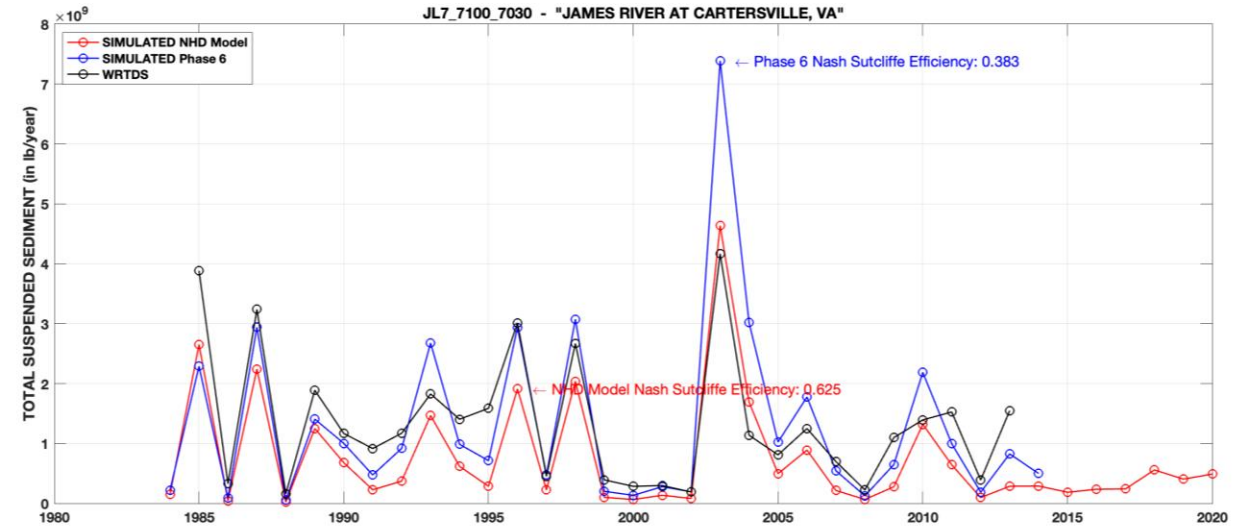 JL7_7100_7030 - "JAMES RIVER AT CARTERSVILLE, VA"
×10⁹
SIMULATED NHD Model
SIMULATED Phase 6
WRTDS
← Phase 6 Nash Sutcliffe Efficiency: 0.383
← NHD Model Nash Sutcliffe Efficiency: 0.625
TOTAL SUSPENDED SEDIMENT (in lb/year)
8
7
6
5
4
3
2
1
0
1980 1985 1990 1995 2000 2005 2010 2015 2020